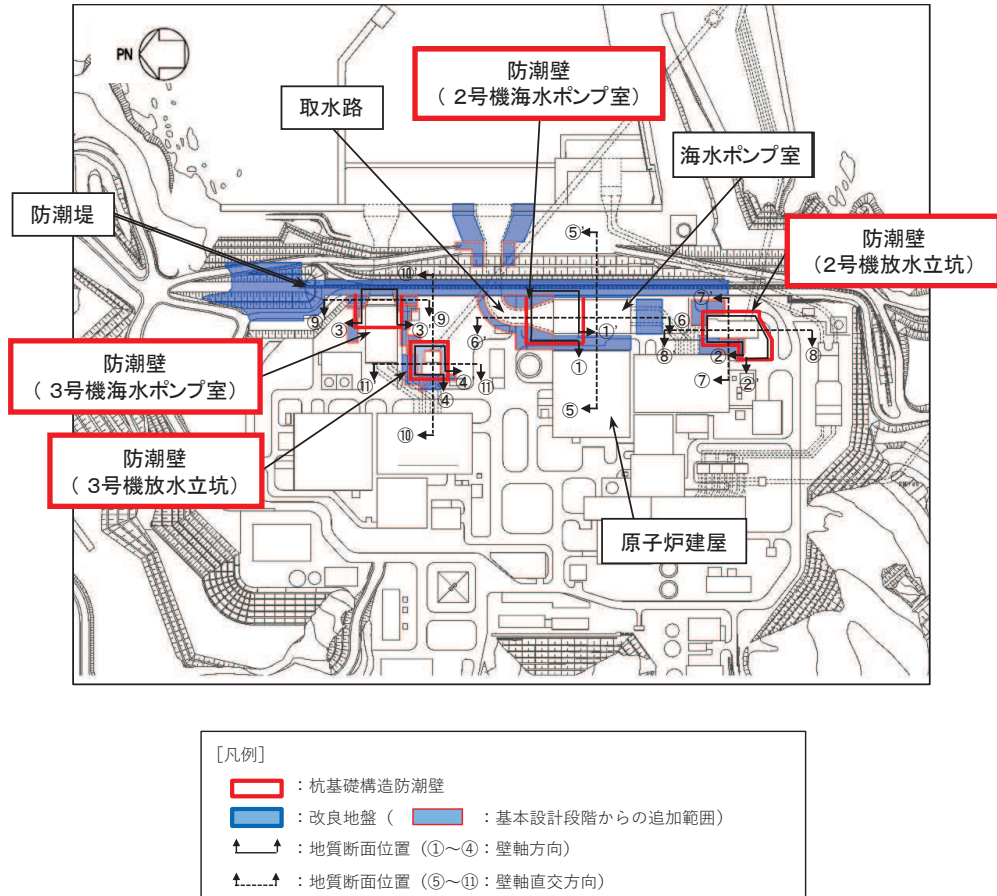 PN
防潮壁
（ 2号機海水ポンプ室）
取水路
海水ポンプ室
防潮堤
防潮壁
（2号機放水立坑）
⑤'
⑩'
⑦'
⑨'
③'
③
⑨
⑥'
⑥
①'
①
⑧'
⑧
②
②'
⑦
⑪'
④'
④
⑪
⑤
⑩
防潮壁
（ 3号機海水ポンプ室）
防潮壁
（ 3号機放水立坑）
原子炉建屋
［凡例］
：杭基礎構造防潮壁
：改良地盤（　：基本設計段階からの追加範囲）
：地質断面位置（①～④：壁軸方向）
：地質断面位置（⑤～⑪：壁軸直交方向）